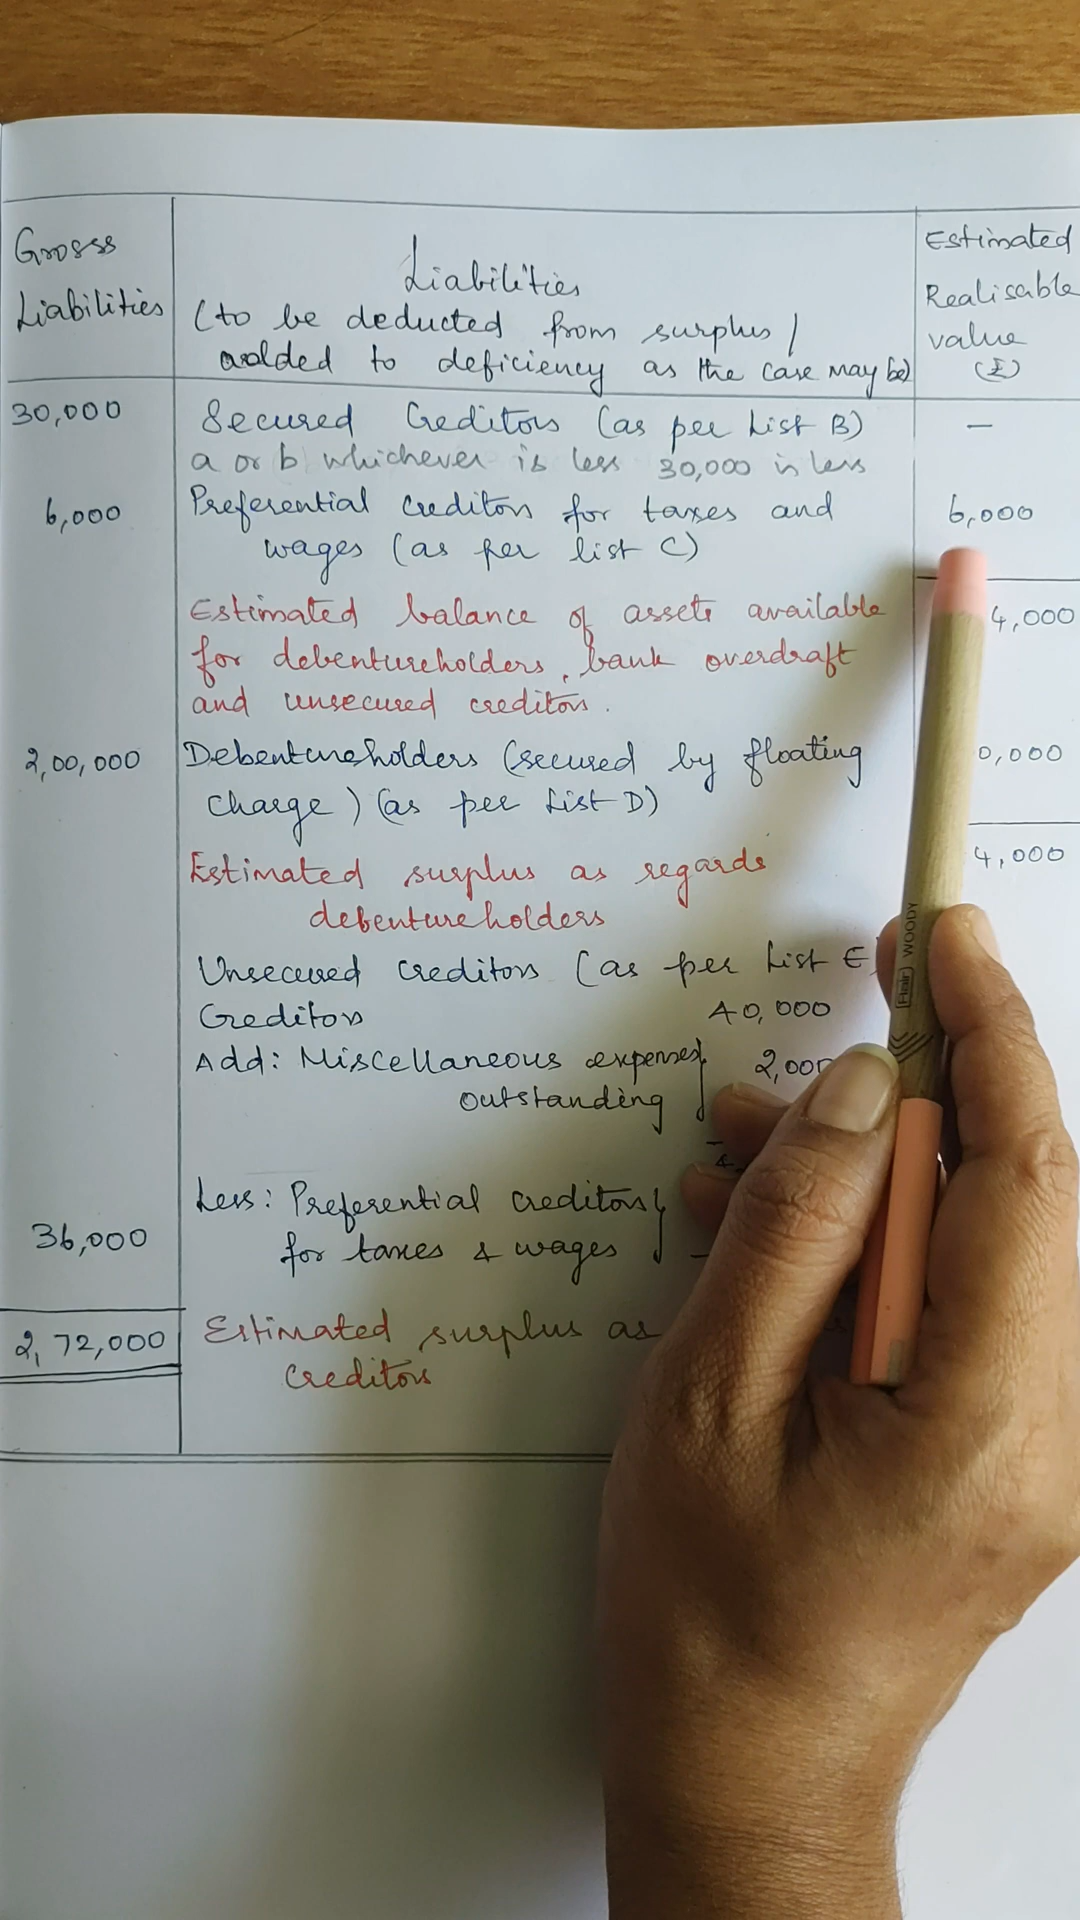 Gross
Liabilities
Liabilities
(to be deducted from surplus /
added to deficiency as the case may be)
Estimated
Realisable
value
(₹)
30,000 Secured Creditors (as per List B) —
a or b whichever is less 30,000 is less
6,000 Preferential creditors for taxes and 6,000
wages (as per list C)
Estimated balance of assets available 4,000
for debentureholders, bank overdraft
and unsecured creditors.
2,00,000 Debentureholders (secured by floating 0,000
charge) (as per List D)
Estimated surplus as regards 4,000
debentureholders
Unsecured creditors (as per List E)
Creditors 40,000
Add: Miscellaneous expenses 2,000
outstanding
Less: Preferential creditors
36,000 for taxes & wages
2,72,000 Estimated surplus as
creditors
Flair WOODY